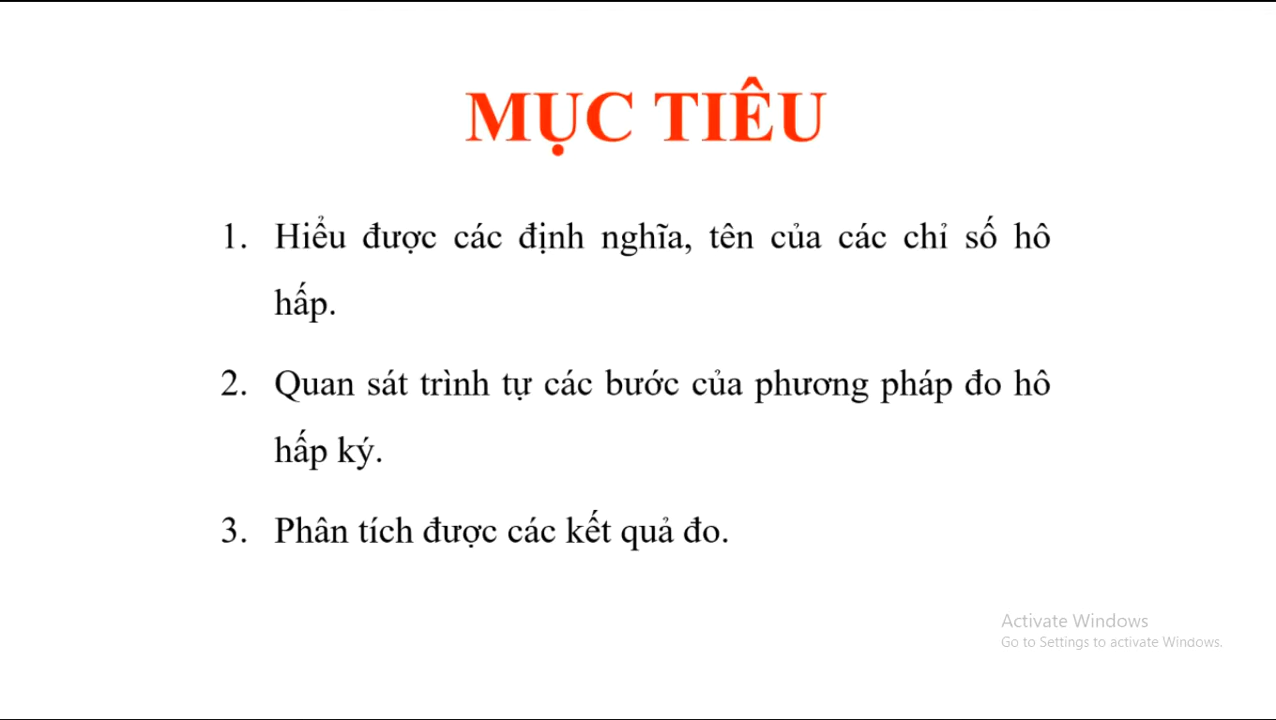 MỤC TIÊU
1. Hiểu được các định nghĩa, tên của các chỉ số hô
hấp.
2. Quan sát trình tự các bước của phương pháp đo hô
hấp ký.
3. Phân tích được các kết quả đo.
Activate Windows
Go to Settings to activate Windows.